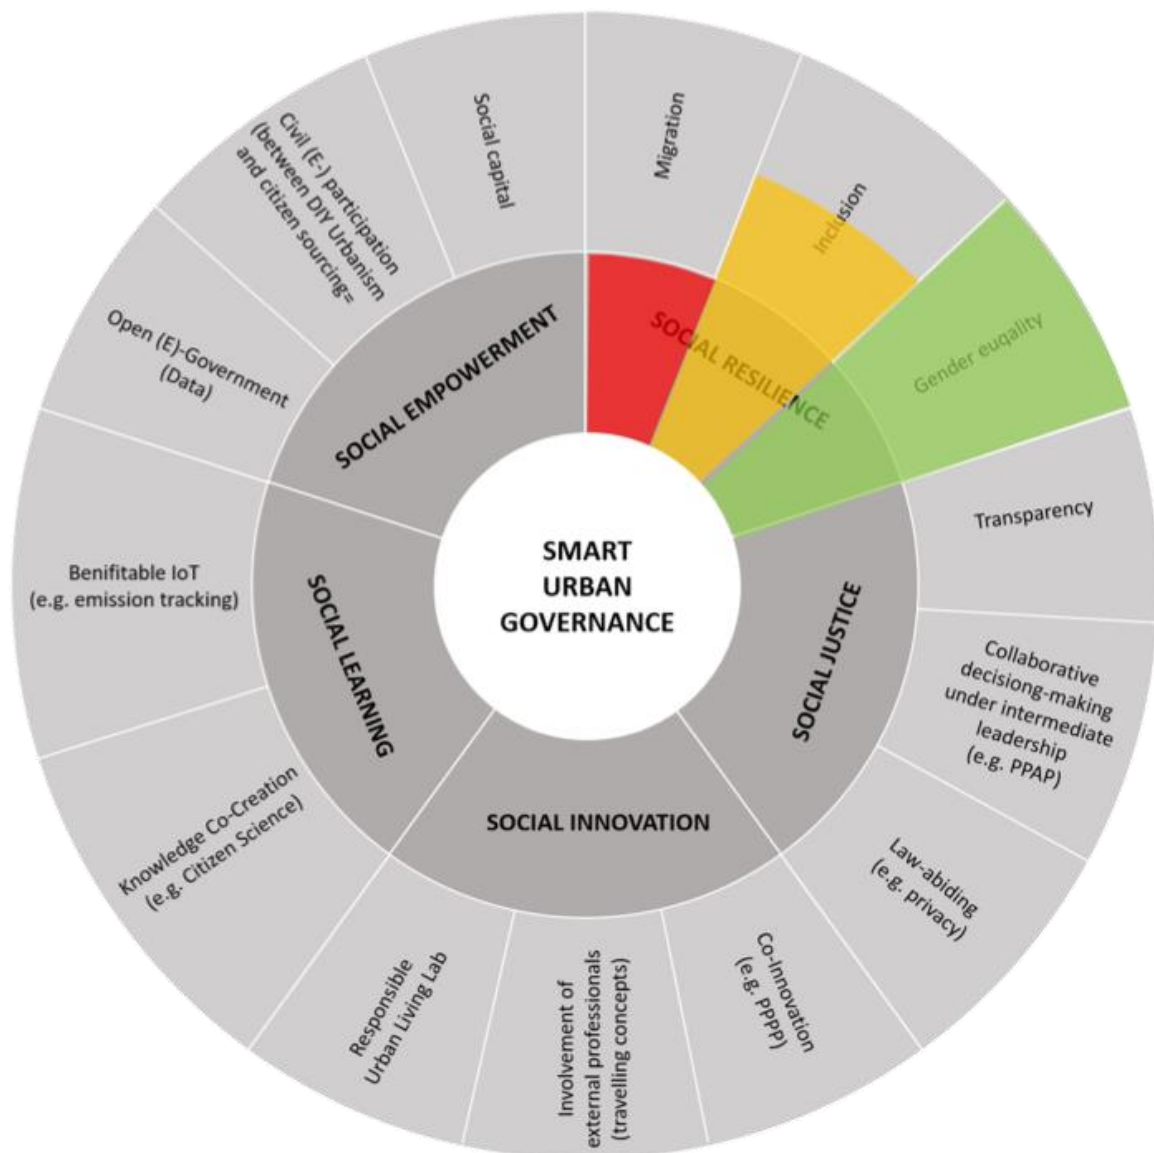 SMART
URBAN
GOVERNANCE
SOCIAL RESILIENCE
Migration
Inclusion
Gender euqality
SOCIAL JUSTICE
Transparency
Collaborative
decisiong-making
under intermediate
leadership
(e.g. PPAP)
Law-abiding
(e.g. privacy)
SOCIAL INNOVATION
Co-Innovation
(e.g. PPPP)
Involvement of
external professionals
(travelling concepts)
Responsible
Urban Living Lab
SOCIAL LEARNING
Knowledge Co-Creation
(e.g. Citizen Science)
Benifitable IoT
(e.g. emission tracking)
SOCIAL EMPOWERMENT
Open (E)-Government
(Data)
Civil (E-) participation
(between DIY Urbanism
and citizen sourcing=
Social capital